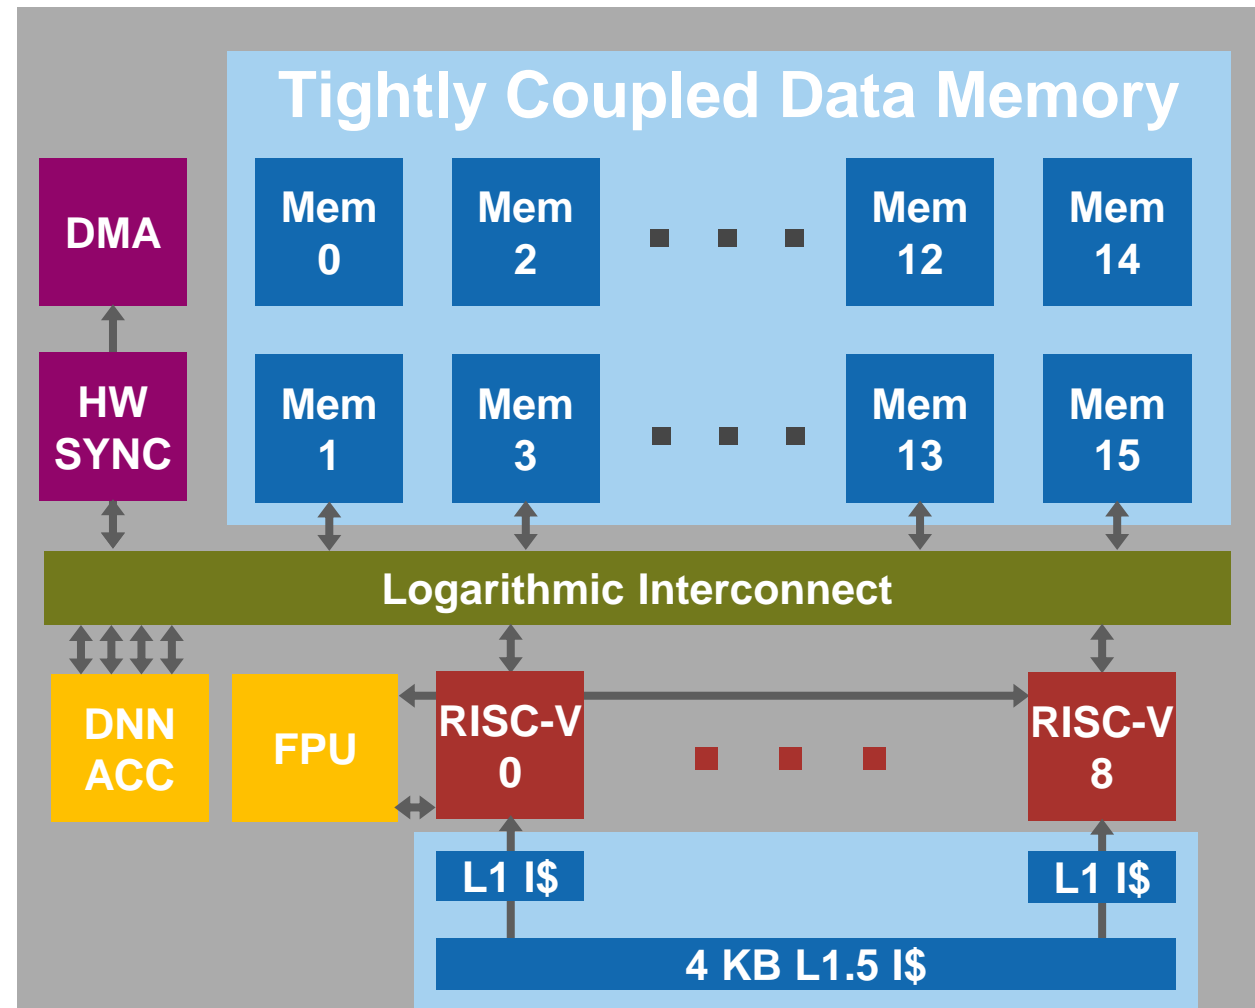 Tightly Coupled Data Memory
DMA
Mem
0
Mem
2
Mem
12
Mem
14
HW
SYNC
Mem
1
Mem
3
Mem
13
Mem
15
Logarithmic Interconnect
DNN
ACC
FPU
RISC-V
0
RISC-V
8
L1 I$
L1 I$
4 KB L1.5 I$